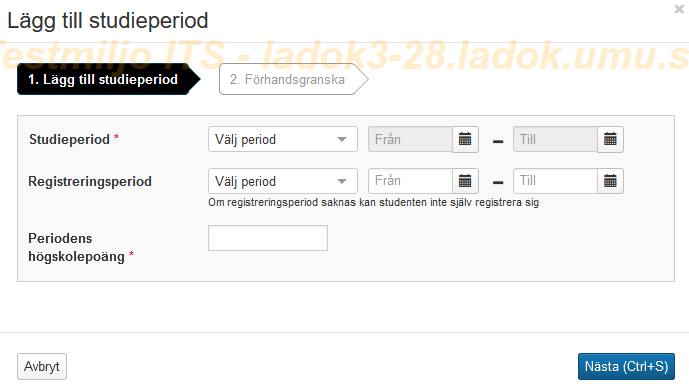 Lägg till studieperiod
Testmiljo ITS - ladok3-28.ladok.umu.s
1. Lägg till studieperiod
2. Förhandsgranska
Studieperiod * Välj period Från – Till
Registreringsperiod Välj period Från – Till
Om registreringsperiod saknas kan studenten inte själv registrera sig
Periodens
högskolepoäng *
Avbryt
Nästa (Ctrl+S)